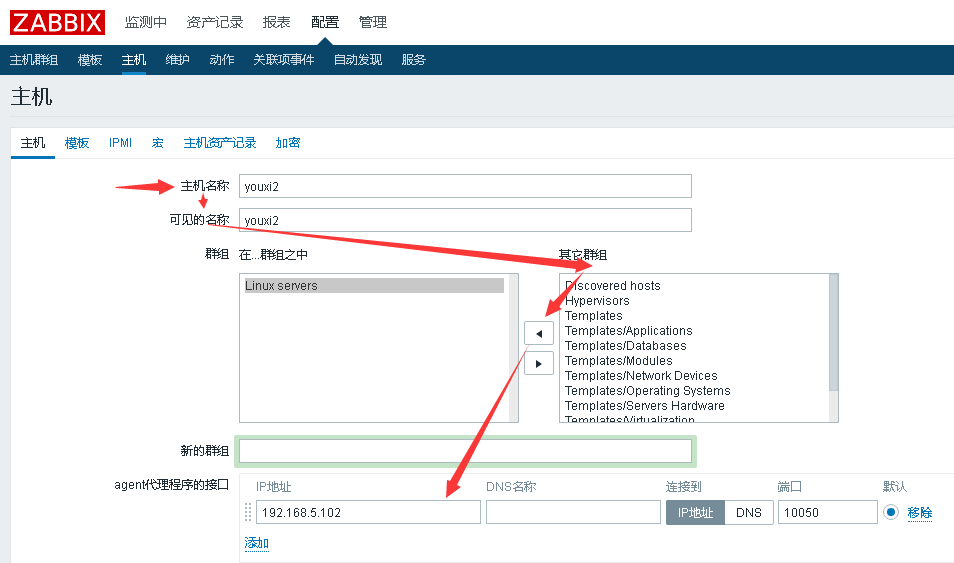 ZABBIX 监测中 资产记录 报表 配置 管理
主机群组 模板 主机 维护 动作 关联项事件 自动发现 服务
主机
主机 模板 IPMI 宏 主机资产记录 加密
主机名称 youxi2
可见的名称 youxi2
群组 在...群组之中 其它群组
Linux servers
Discovered hosts
Hypervisors
Templates
Templates/Applications
Templates/Databases
Templates/Modules
Templates/Network Devices
Templates/Operating Systems
Templates/Servers Hardware
Templates/Virtualization
新的群组
agent代理程序的接口 IP地址 DNS名称 连接到 端口 默认
192.168.5.102 IP地址 DNS 10050 移除
添加